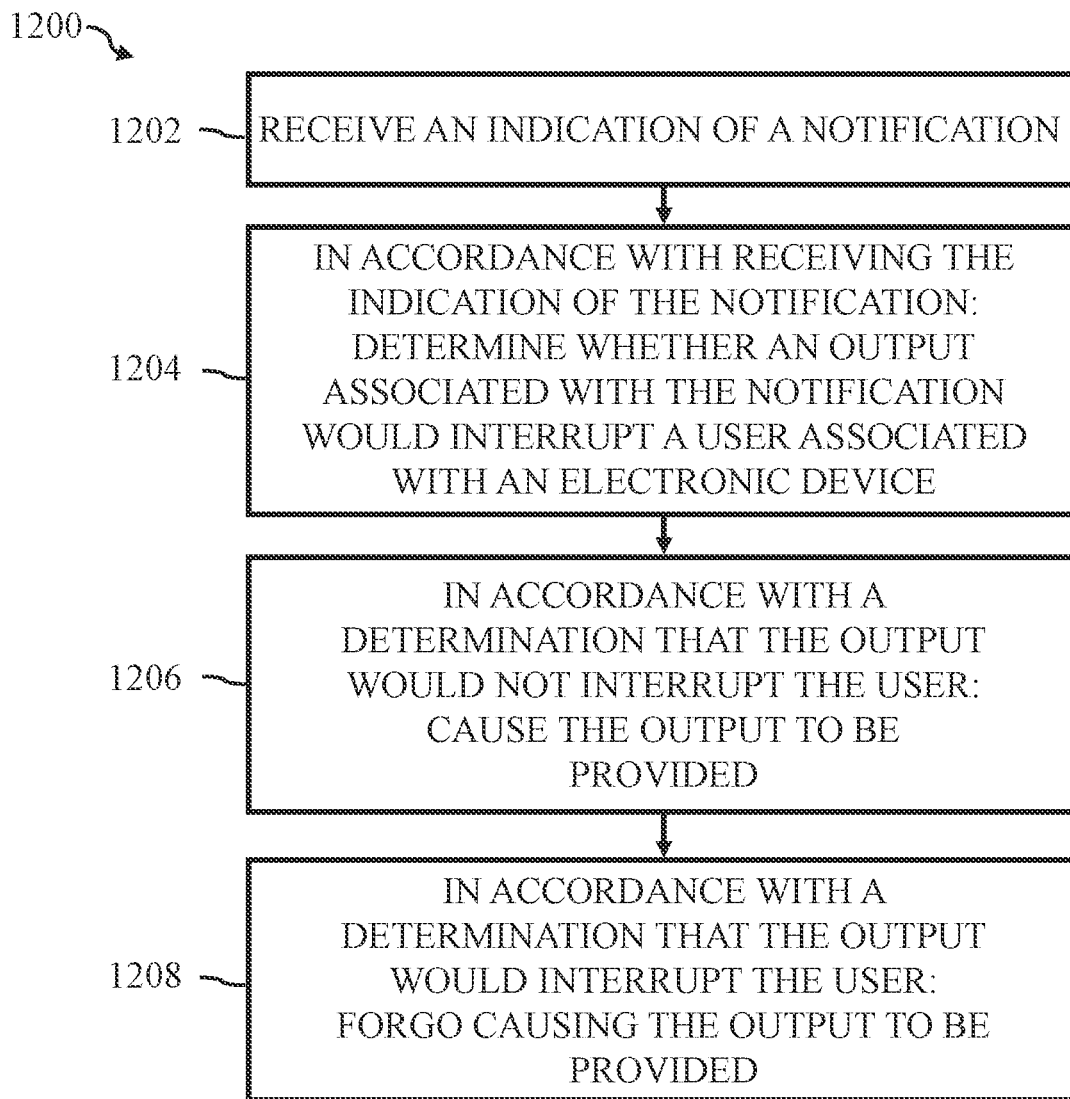 1200
1202
RECEIVE AN INDICATION OF A NOTIFICATION
1204
IN ACCORDANCE WITH RECEIVING THE
INDICATION OF THE NOTIFICATION:
DETERMINE WHETHER AN OUTPUT
ASSOCIATED WITH THE NOTIFICATION
WOULD INTERRUPT A USER ASSOCIATED
WITH AN ELECTRONIC DEVICE
1206
IN ACCORDANCE WITH A
DETERMINATION THAT THE OUTPUT
WOULD NOT INTERRUPT THE USER:
CAUSE THE OUTPUT TO BE
PROVIDED
1208
IN ACCORDANCE WITH A
DETERMINATION THAT THE OUTPUT
WOULD INTERRUPT THE USER:
FORGO CAUSING THE OUTPUT TO BE
PROVIDED